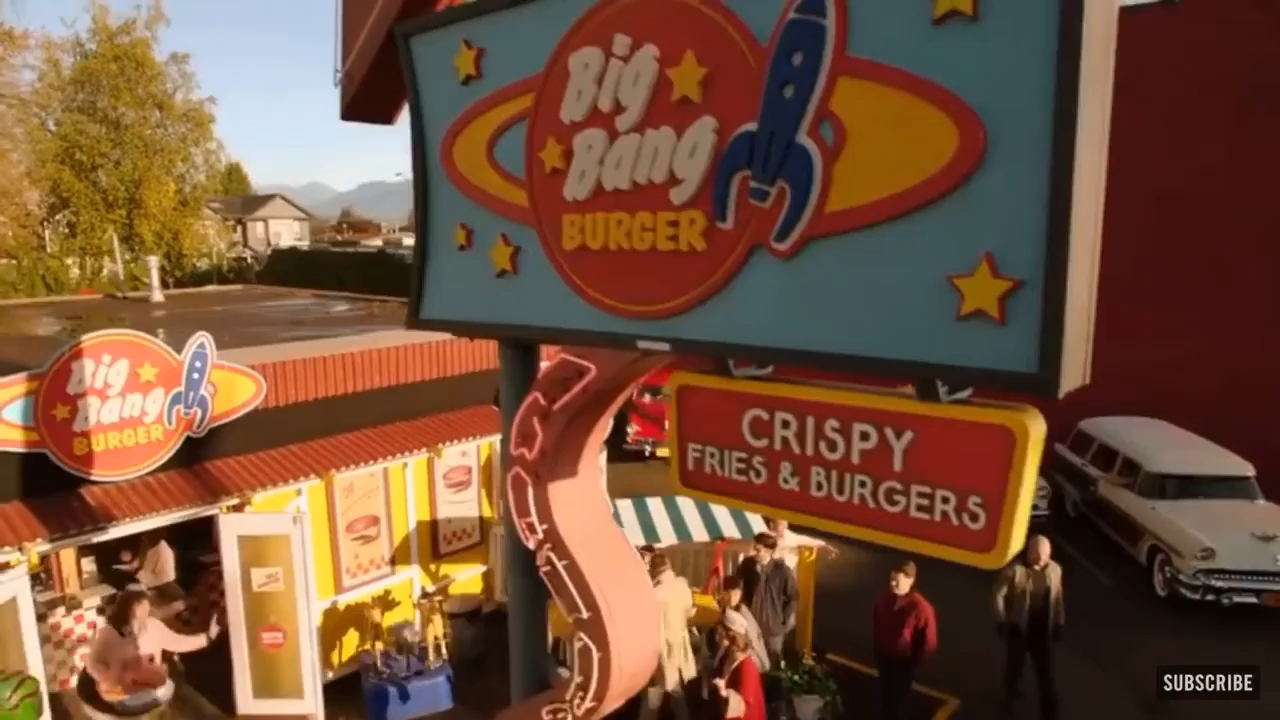 Big
Bang
BURGER
CRISPY
FRIES & BURGERS
Big
Bang
BURGER
SUBSCRIBE